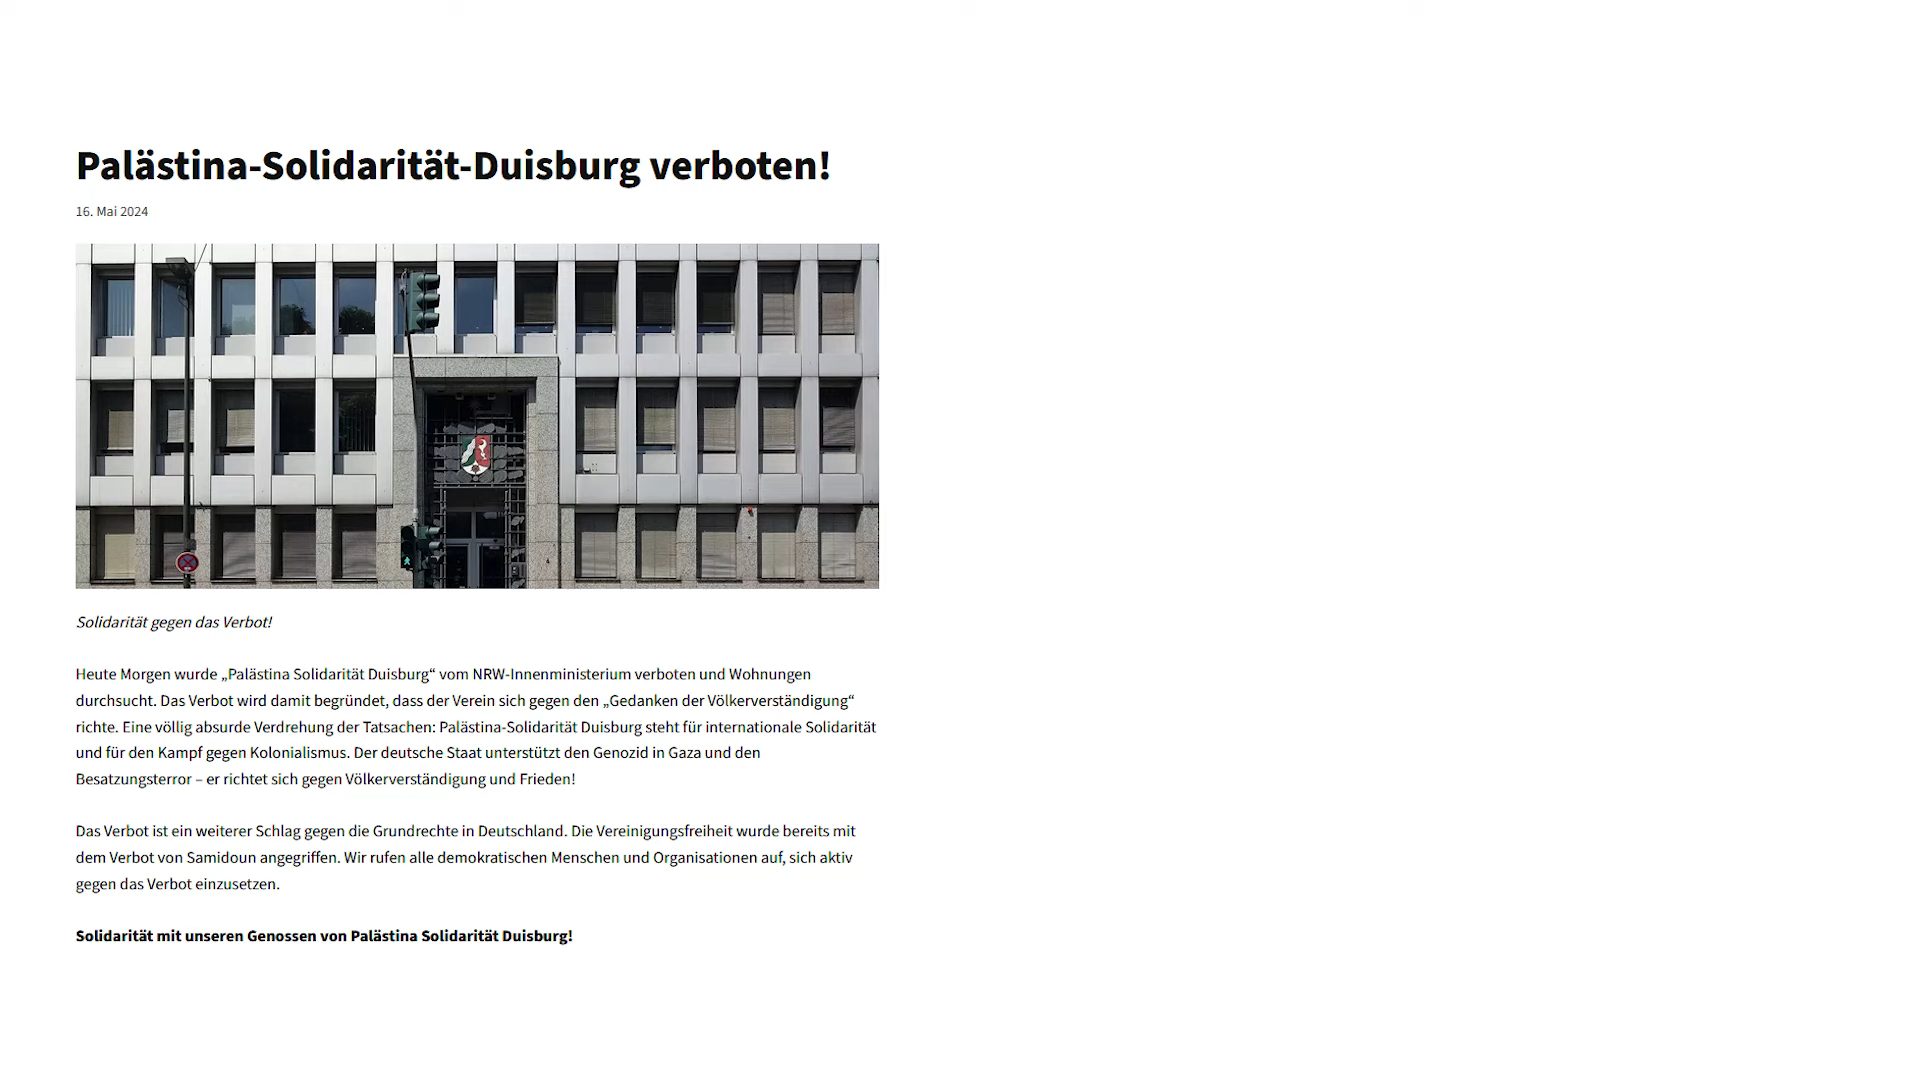 Palästina-Solidarität-Duisburg verboten!
16. Mai 2024
Solidarität gegen das Verbot!
Heute Morgen wurde „Palästina Solidarität Duisburg“ vom NRW-Innenministerium verboten und Wohnungen
durchsucht. Das Verbot wird damit begründet, dass der Verein sich gegen den „Gedanken der Völkerverständigung“
richte. Eine völlig absurde Verdrehung der Tatsachen: Palästina-Solidarität Duisburg steht für internationale Solidarität
und für den Kampf gegen Kolonialismus. Der deutsche Staat unterstützt den Genozid in Gaza und den
Besatzungsterror – er richtet sich gegen Völkerverständigung und Frieden!
Das Verbot ist ein weiterer Schlag gegen die Grundrechte in Deutschland. Die Vereinigungsfreiheit wurde bereits mit
dem Verbot von Samidoun angegriffen. Wir rufen alle demokratischen Menschen und Organisationen auf, sich aktiv
gegen das Verbot einzusetzen.
Solidarität mit unseren Genossen von Palästina Solidarität Duisburg!